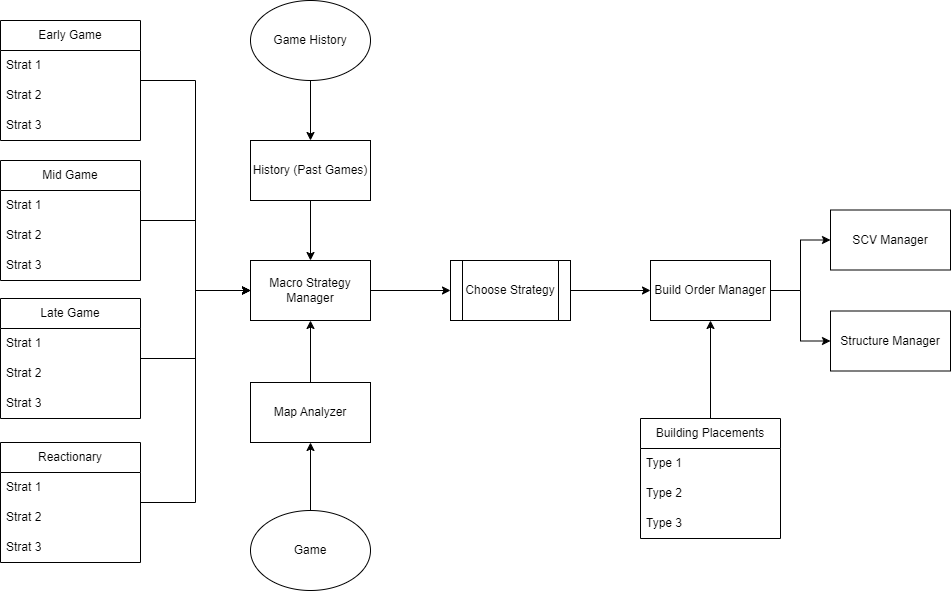 Early Game
Strat 1
Strat 2
Strat 3
Mid Game
Strat 1
Strat 2
Strat 3
Late Game
Strat 1
Strat 2
Strat 3
Reactionary
Strat 1
Strat 2
Strat 3
Game History
History (Past Games)
Macro Strategy
Manager
Map Analyzer
Game
Choose Strategy
Build Order Manager
Building Placements
Type 1
Type 2
Type 3
SCV Manager
Structure Manager